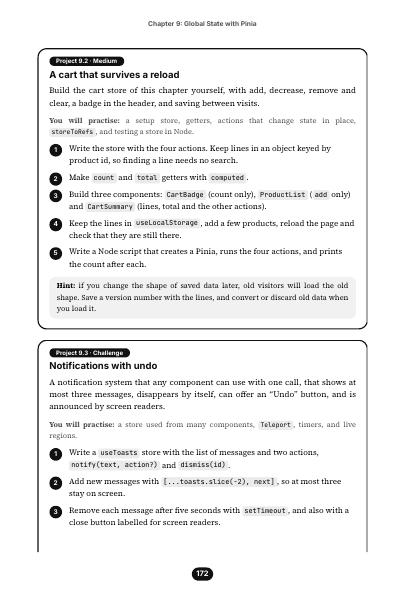 Chapter 9: Global State with Pinia
Project 9.2 · Medium
A cart that survives a reload
Build the cart store of this chapter yourself, with add, decrease, remove and
clear, a badge in the header, and saving between visits.
You will practise: a setup store, getters, actions that change state in place,
storeToRefs, and testing a store in Node.
1 Write the store with the four actions. Keep lines in an object keyed by
product id, so finding a line needs no search.
2 Make count and total getters with computed.
3 Build three components: CartBadge (count only), ProductList (add only)
and CartSummary (lines, total and the other actions).
4 Keep the lines in useLocalStorage, add a few products, reload the page and
check that they are still there.
5 Write a Node script that creates a Pinia, runs the four actions, and prints
the count after each.
Hint: if you change the shape of saved data later, old visitors will load the old
shape. Save a version number with the lines, and convert or discard old data when
you load it.
Project 9.3 · Challenge
Notifications with undo
A notification system that any component can use with one call, that shows at
most three messages, disappears by itself, can offer an “Undo” button, and is
announced by screen readers.
You will practise: a store used from many components, Teleport, timers, and live
regions.
1 Write a useToasts store with the list of messages and two actions,
notify(text, action?) and dismiss(id).
2 Add new messages with [...toasts.slice(-2), next], so at most three
stay on screen.
3 Remove each message after five seconds with setTimeout, and also with a
close button labelled for screen readers.
172